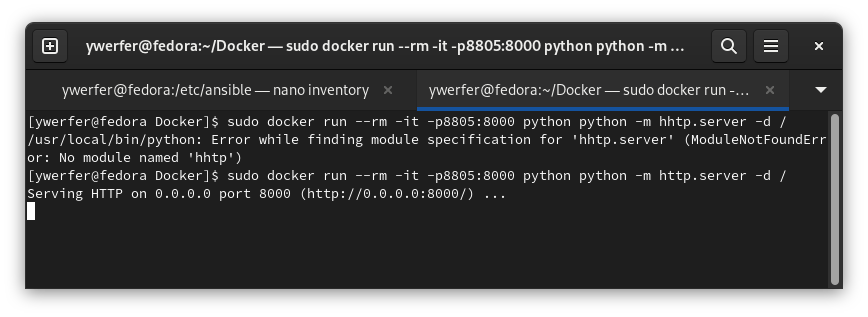 ywerfer@fedora:~/Docker — sudo docker run --rm -it -p8805:8000 python python -m ...
ywerfer@fedora:/etc/ansible — nano inventory
ywerfer@fedora:~/Docker — sudo docker run -...
[ywerfer@fedora Docker]$ sudo docker run --rm -it -p8805:8000 python python -m hhtp.server -d /
/usr/local/bin/python: Error while finding module specification for 'hhtp.server' (ModuleNotFoundErr
or: No module named 'hhtp')
[ywerfer@fedora Docker]$ sudo docker run --rm -it -p8805:8000 python python -m http.server -d /
Serving HTTP on 0.0.0.0 port 8000 (http://0.0.0.0:8000/) ...